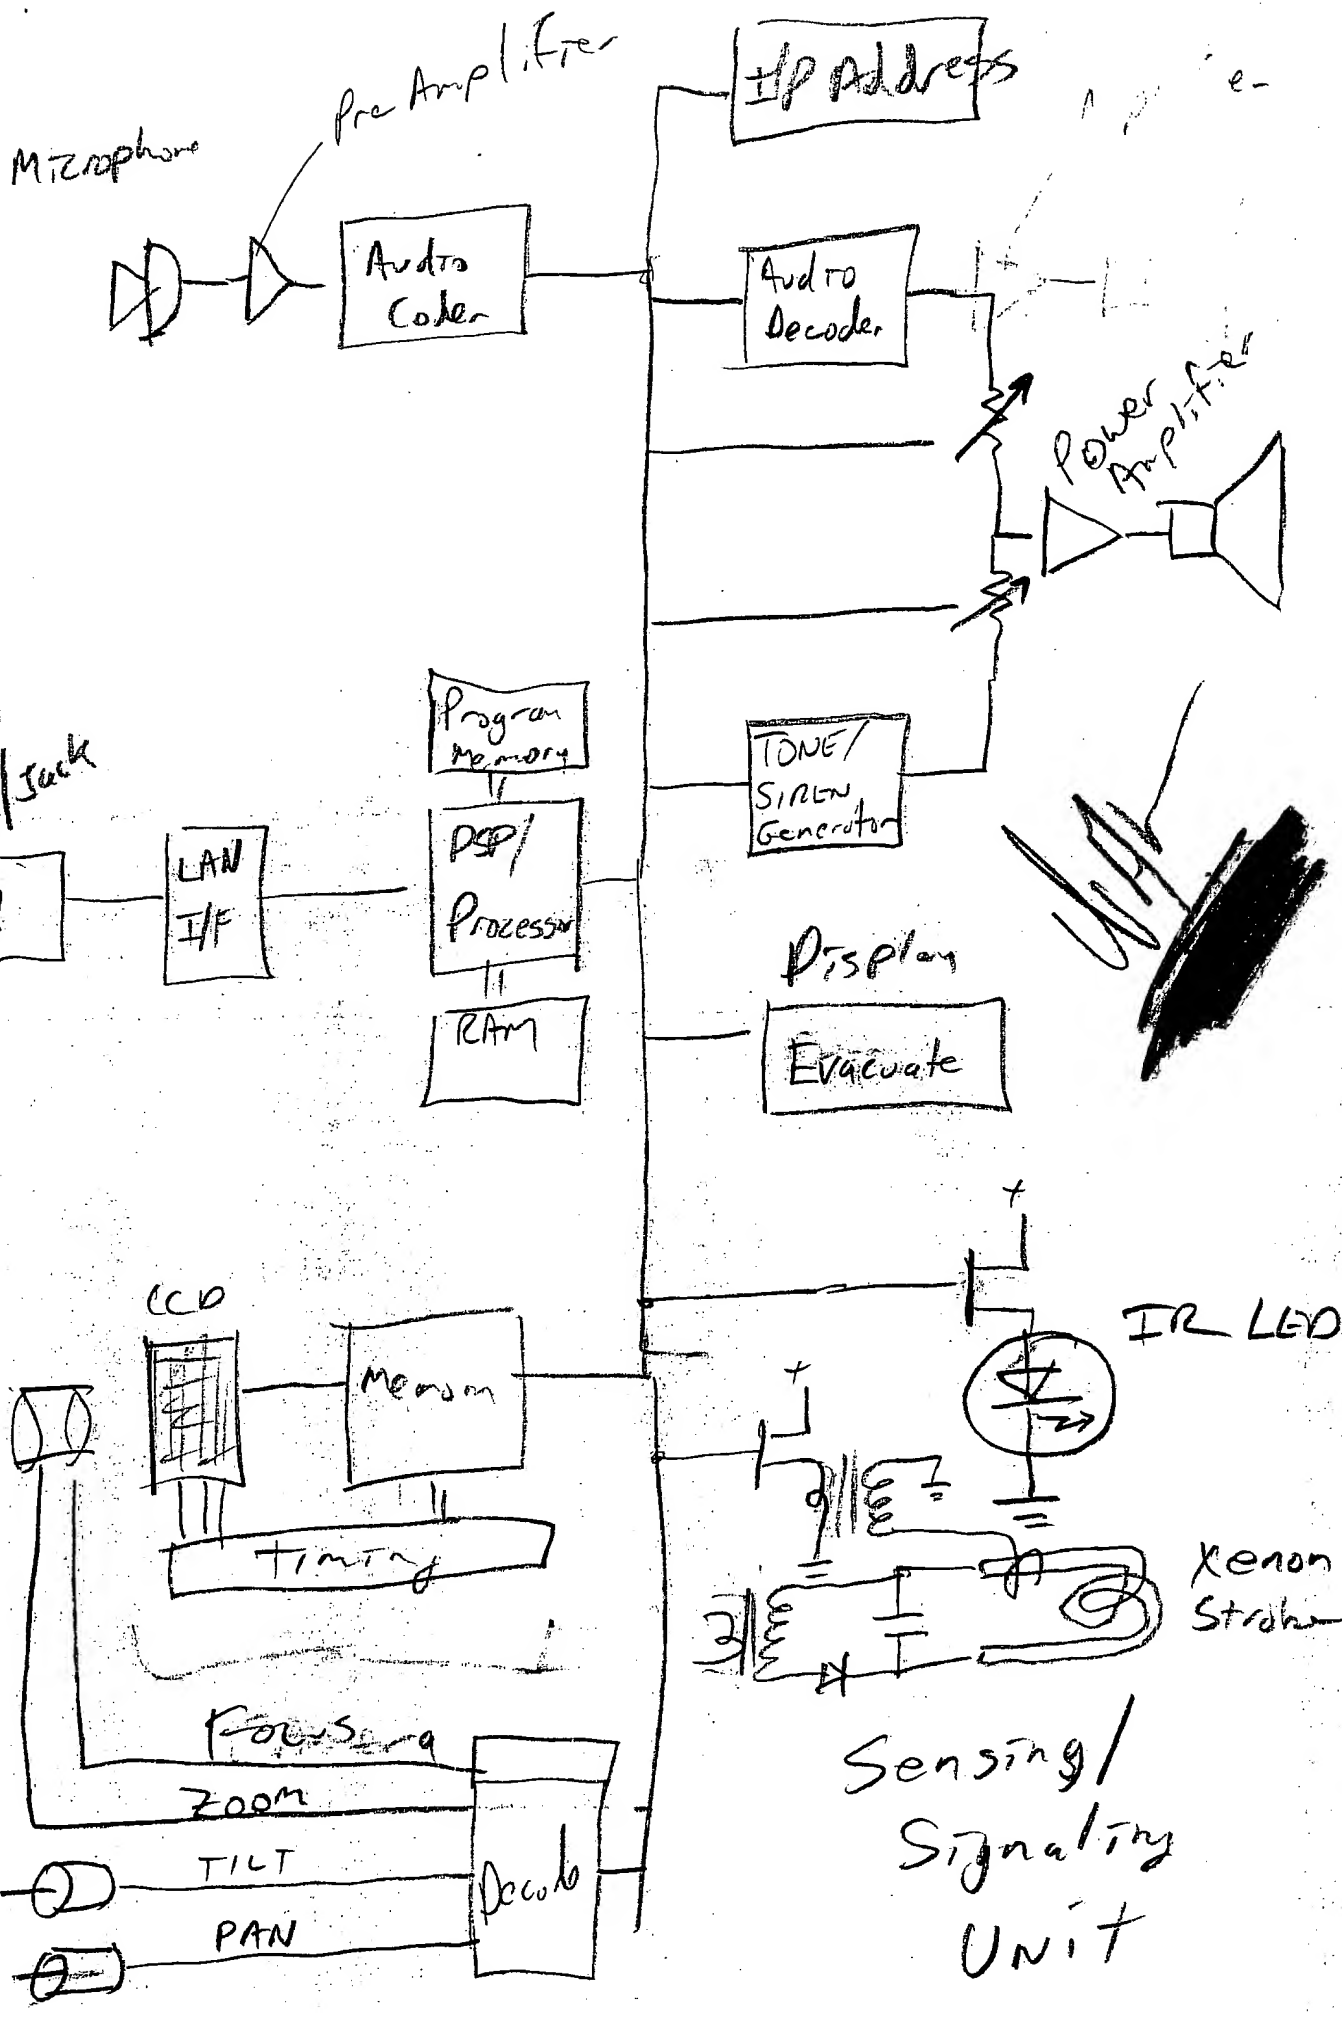 I/P Address
Pre Amplifier
Microphone
Audio
Coder
Audio
Decoder
Power
Amplifier
Program
Memory
Jack
TONE/
SIREN
Generator
LAN
I/F
DSP/
Processor
Display
RAM
Evacuate
+
CCD
IR LED
Memory
+
Timing
Xenon
Strobe
Focusing
Sensing/
Signaling
Unit
ZOOM
TILT
Decode
PAN